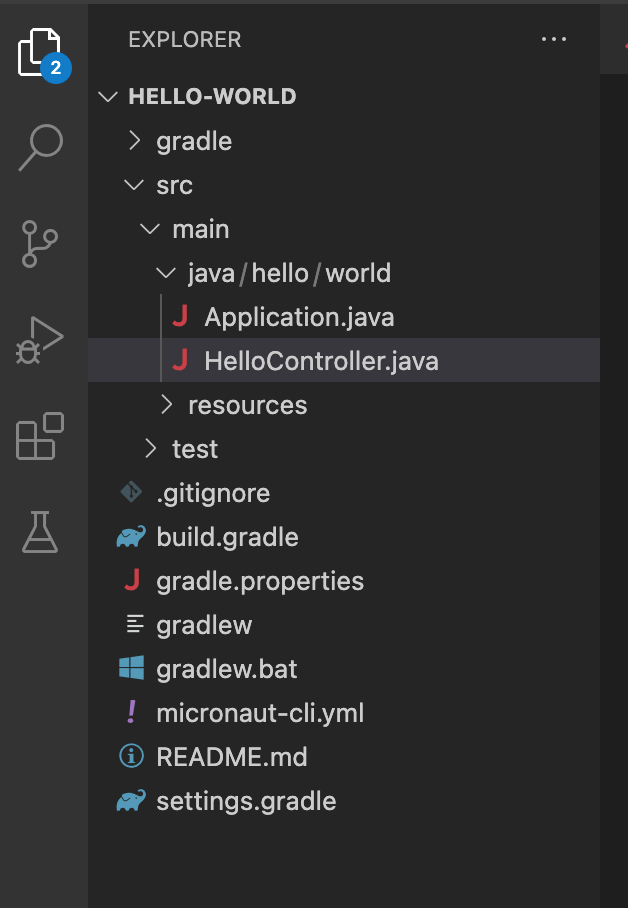 EXPLORER
2
HELLO-WORLD
gradle
src
main
java/hello/world
Application.java
HelloController.java
resources
test
.gitignore
build.gradle
gradle.properties
gradlew
gradlew.bat
micronaut-cli.yml
README.md
settings.gradle